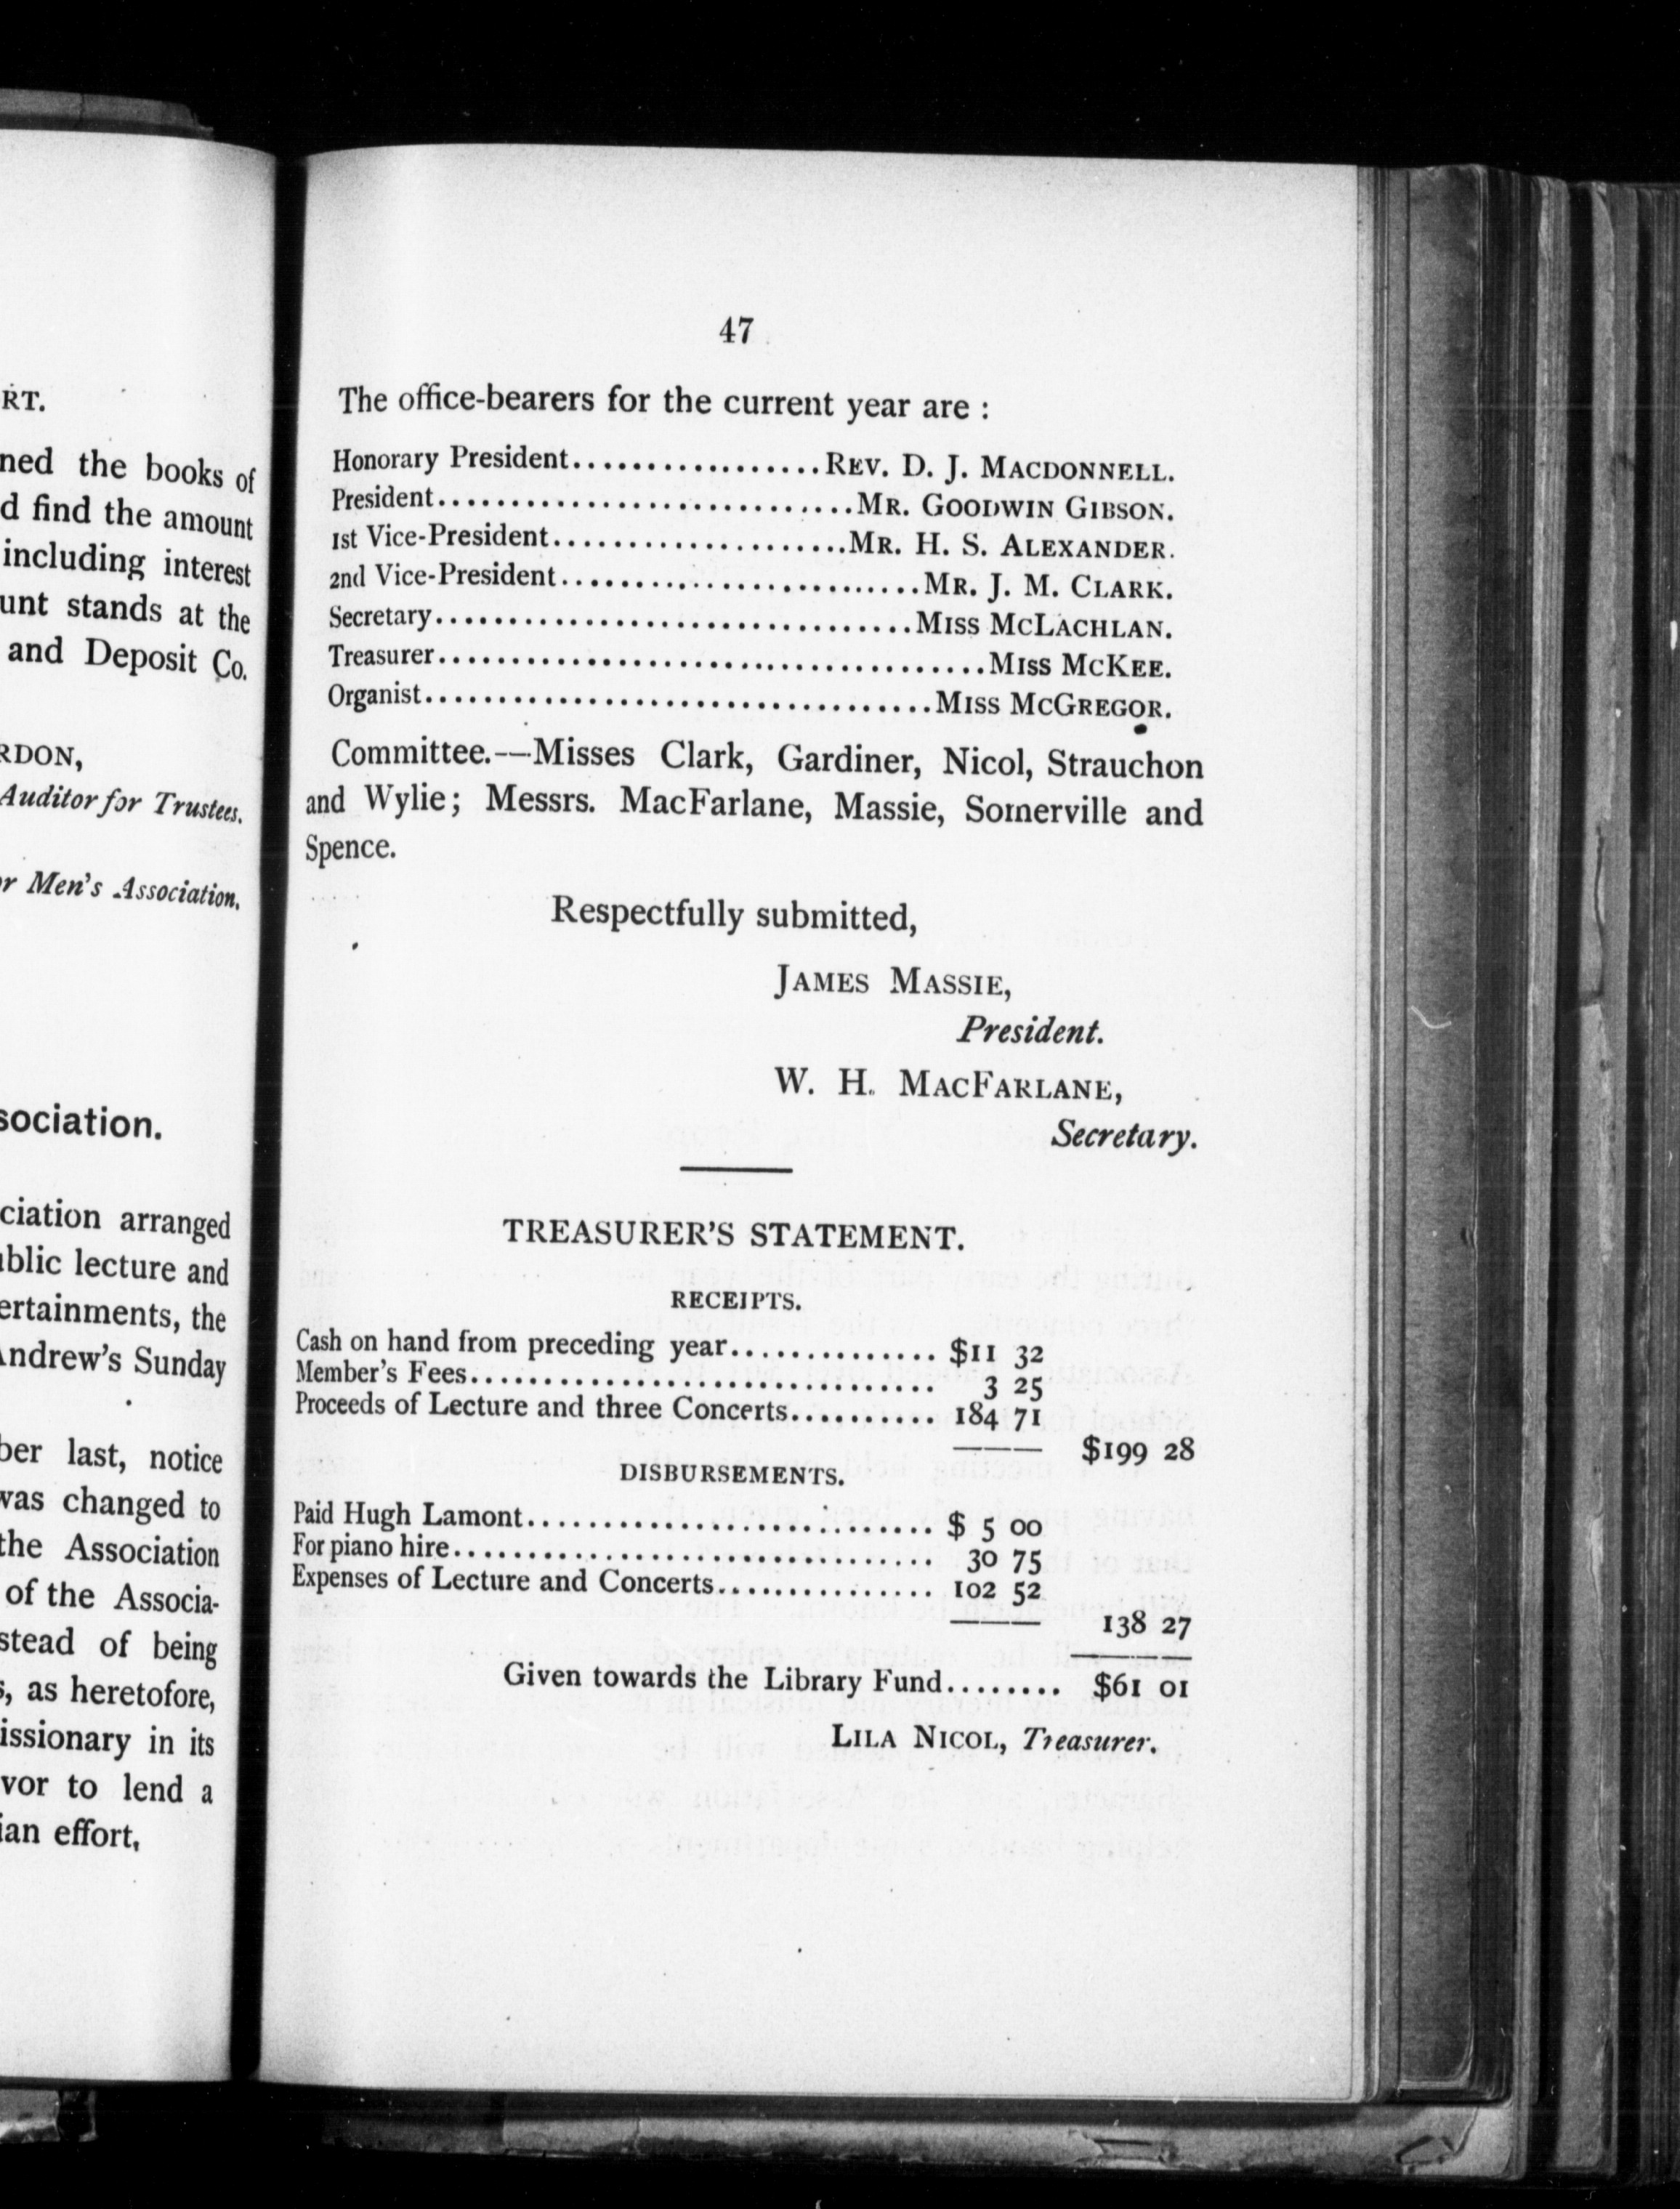 RT.
ned the books of
d find the amount
including interest
unt stands at the
and Deposit Co.
RDON,
Auditor for Trustees.
or Men's Association.
sociation.
ciation arranged
ublic lecture and
ertainments, the
Andrew's Sunday
ber last, notice
was changed to
the Association
of the Associa-
stead of being
s, as heretofore,
issionary in its
vor to lend a
ian effort.
47
The office-bearers for the current year are :
Honorary President..................REV. D. J. MACDONNELL.
President..............................MR. GOODWIN GIBSON.
1st Vice-President.....................MR. H. S. ALEXANDER.
2nd Vice-President.........................MR. J. M. CLARK.
Secretary..................................MISS MCLACHLAN.
Treasurer.......................................MISS MCKEE.
Organist....................................MISS MCGREGOR.
Committee.—Misses Clark, Gardiner, Nicol, Strauchon
and Wylie; Messrs. MacFarlane, Massie, Somerville and
Spence.
Respectfully submitted,
JAMES MASSIE,
President.
W. H. MACFARLANE,
Secretary.
TREASURER'S STATEMENT.
RECEIPTS.
Cash on hand from preceding year.............. $11 32
Member's Fees................................ 3 25
Proceeds of Lecture and three Concerts.......... 184 71
$199 28
DISBURSEMENTS.
Paid Hugh Lamont............................ $ 5 00
For piano hire................................. 30 75
Expenses of Lecture and Concerts............... 102 52
138 27
Given towards the Library Fund........ $61 01
LILA NICOL, Treasurer.